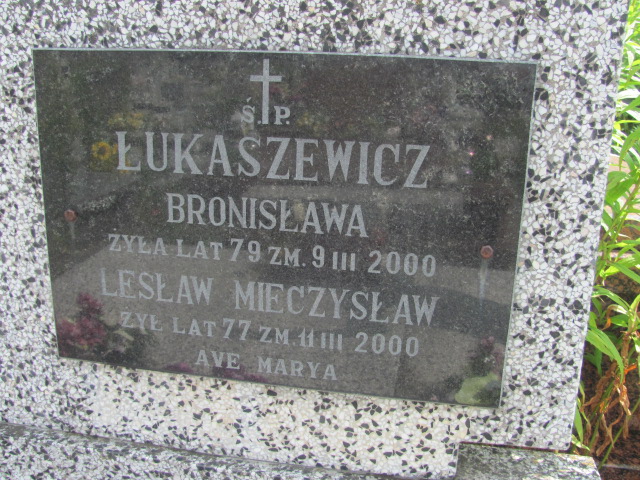 Ś.P.
ŁUKASZEWICZ
BRONISŁAWA
ŻYŁA LAT 79 ZM. 9 III 2000
LESŁAW MIECZYSŁAW
ŻYŁ LAT 77 ZM. 11 III 2000
AVE MARYA